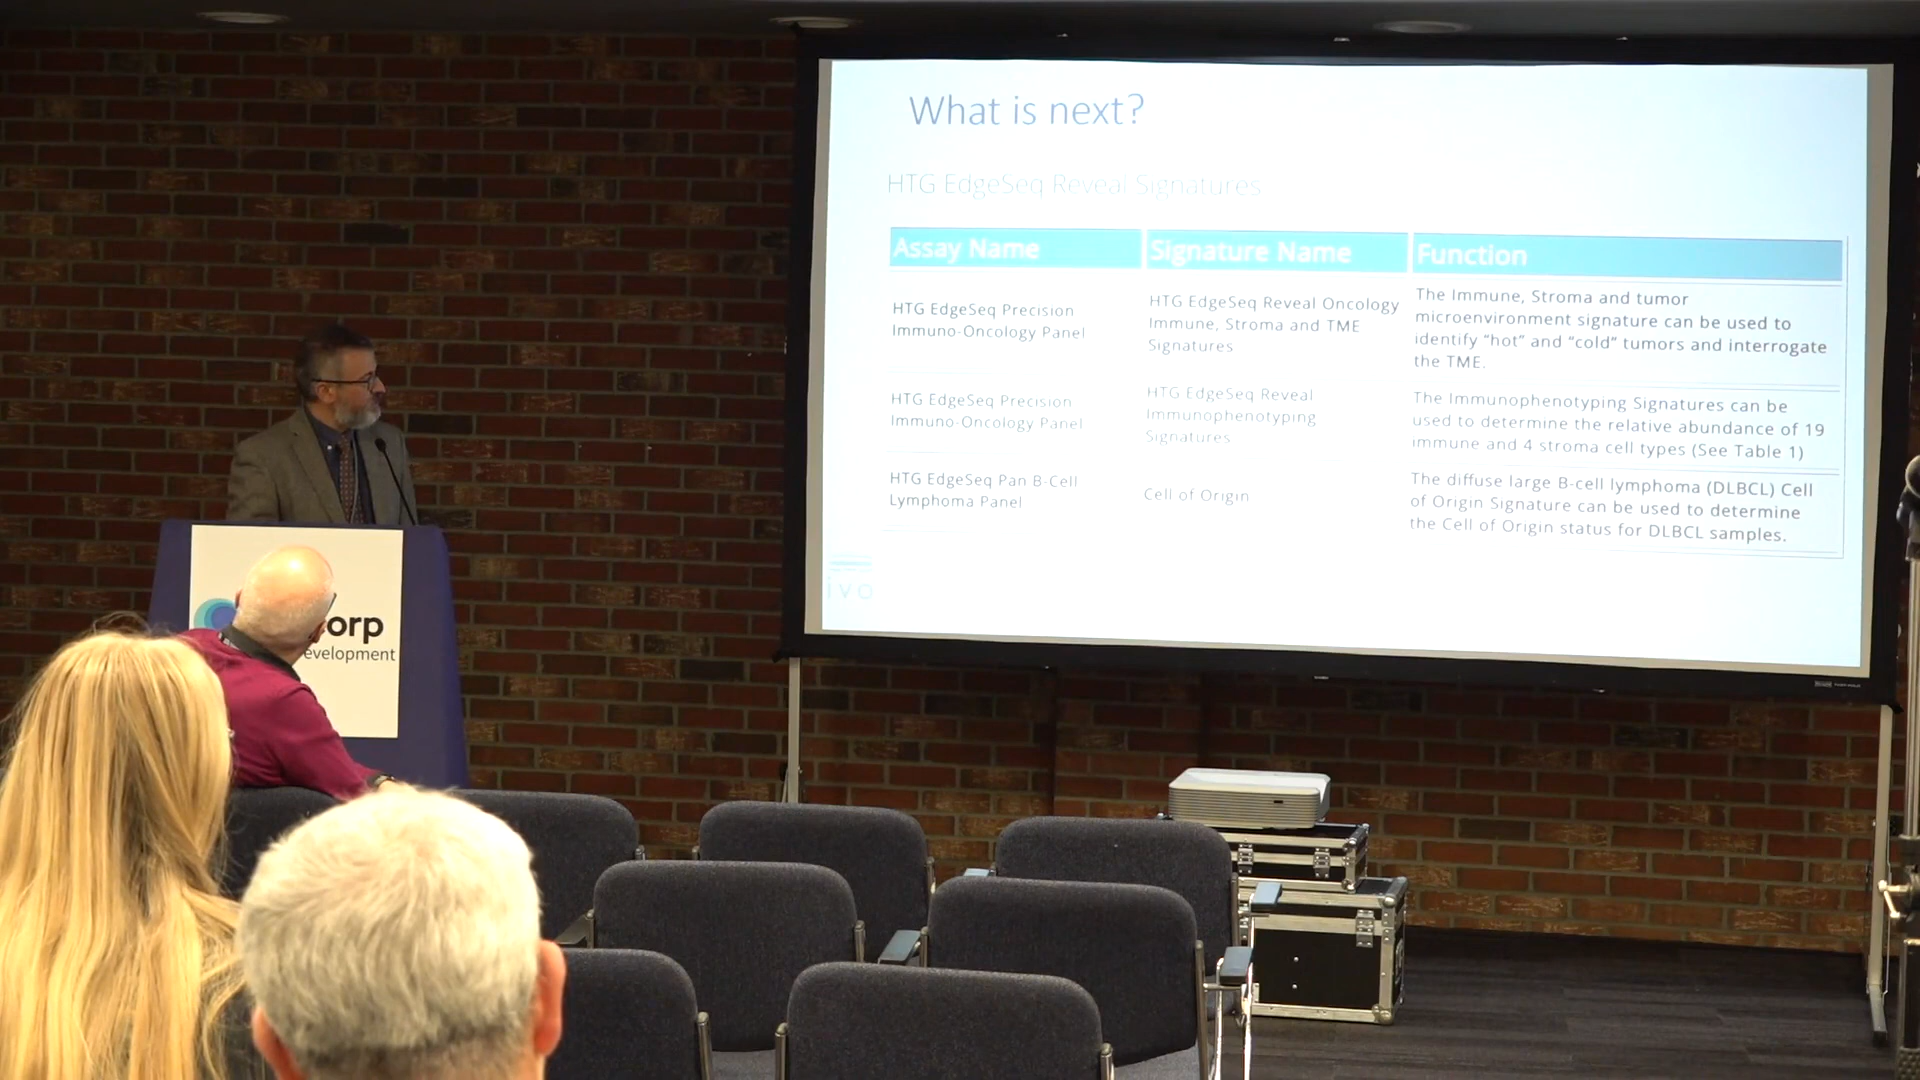 What is next?
HTG EdgeSeq Reveal Signatures
Assay Name
Signature Name
Function
HTG EdgeSeq Precision
Immuno-Oncology Panel
HTG EdgeSeq Reveal Oncology
Immune, Stroma and TME
Signatures
The Immune, Stroma and tumor
microenvironment signature can be used to
identify “hot” and “cold” tumors and interrogate
the TME.
HTG EdgeSeq Precision
Immuno-Oncology Panel
HTG EdgeSeq Reveal
Immunophenotyping
Signatures
The Immunophenotyping Signatures can be
used to determine the relative abundance of 19
immune and 4 stroma cell types (See Table 1)
HTG EdgeSeq Pan B-Cell
Lymphoma Panel
Cell of Origin
The diffuse large B-cell lymphoma (DLBCL) Cell
of Origin Signature can be used to determine
the Cell of Origin status for DLBCL samples.
ivo
corp
evelopment